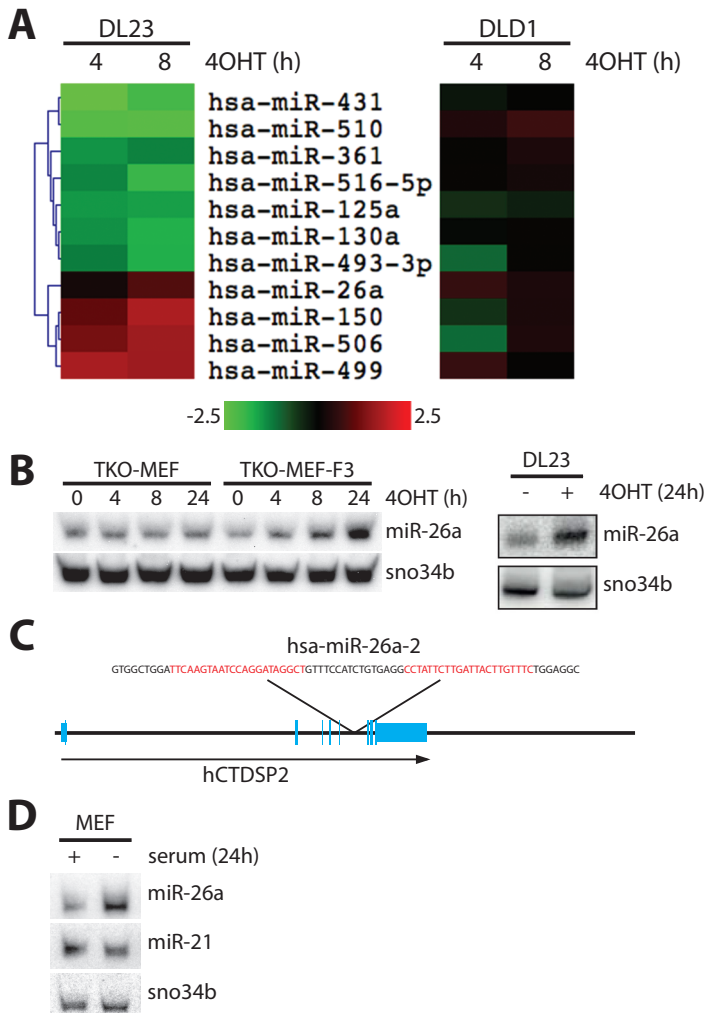 A
DL23 DLD1
4 8 4OHT (h) 4 8 4OHT (h)
hsa-miR-431
hsa-miR-510
hsa-miR-361
hsa-miR-516-5p
hsa-miR-125a
hsa-miR-130a
hsa-miR-493-3p
hsa-miR-26a
hsa-miR-150
hsa-miR-506
hsa-miR-499
-2.5 2.5
B
TKO-MEF TKO-MEF-F3
0 4 8 24 0 4 8 24 4OHT (h)
miR-26a
sno34b
DL23
- + 4OHT (24h)
miR-26a
sno34b
C
hsa-miR-26a-2
GTGGCTGGATTCAAGTAATCCAGGATAGGCTGTTTCCATCTGTGAGGCCTATTCTTGATTACTTGTTTCTGGAGGC
hCTDSP2
D
MEF
+ - serum (24h)
miR-26a
miR-21
sno34b